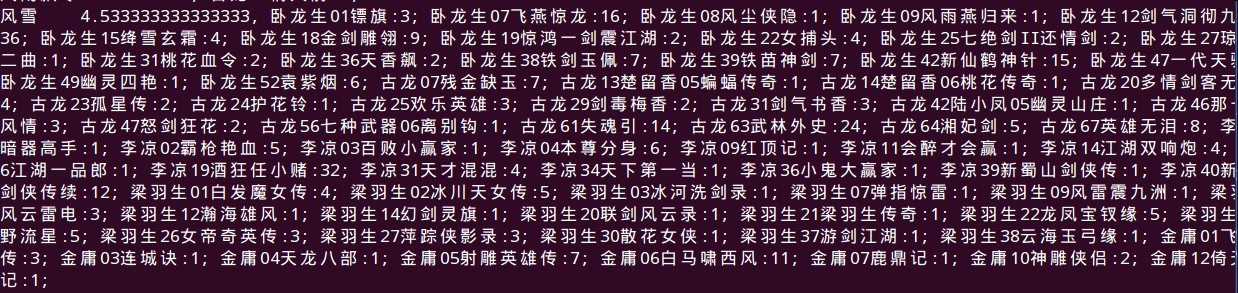 风雪    4.533333333333333, 卧龙生01镖旗:3; 卧龙生07飞燕惊龙:16; 卧龙生08风尘侠隐:1; 卧龙生09风雨燕归来:1; 卧龙生12剑气洞彻九
36; 卧龙生15绛雪玄霜:4; 卧龙生18金剑雕翎:9; 卧龙生19惊鸿一剑震江湖:2; 卧龙生22女捕头:4; 卧龙生25七绝剑II还情剑:2; 卧龙生27琼
二曲:1; 卧龙生31桃花血令:2; 卧龙生36天香飙:2; 卧龙生38铁剑玉佩:7; 卧龙生39铁苗神剑:7; 卧龙生42新仙鹤神针:15; 卧龙生47一代天
卧龙生49幽灵四艳:1; 卧龙生52袁紫烟:6; 古龙07残金缺玉:7; 古龙13楚留香05蝙蝠传奇:1; 古龙14楚留香06桃花传奇:1; 古龙20多情剑客无
4; 古龙23孤星传:2; 古龙24护花铃:1; 古龙25欢乐英雄:3; 古龙29剑毒梅香:2; 古龙31剑气书香:3; 古龙42陆小凤05幽灵山庄:1; 古龙46那
风情:3; 古龙47怒剑狂花:2; 古龙56七种武器06离别钩:1; 古龙61失魂引:14; 古龙63武林外史:24; 古龙64湘妃剑:5; 古龙67英雄无泪:8; 李
暗器高手:1; 李凉02霸枪艳血:5; 李凉03百败小赢家:1; 李凉04本尊分身:6; 李凉09红顶记:1; 李凉11会醉才会赢:1; 李凉14江湖双响炮:4;
6江湖一品郎:1; 李凉19酒狂任小赌:32; 李凉31天才混混:4; 李凉34天下第一当:1; 李凉36小鬼大赢家:1; 李凉39新蜀山剑侠传:1; 李凉40新
剑侠传续:12; 梁羽生01白发魔女传:4; 梁羽生02冰川天女传:5; 梁羽生03冰河洗剑录:1; 梁羽生07弹指惊雷:1; 梁羽生09风雷震九洲:1; 梁羽
风云雷电:3; 梁羽生12瀚海雄风:1; 梁羽生14幻剑灵旗:1; 梁羽生20联剑风云录:1; 梁羽生21梁羽生传奇:1; 梁羽生22龙凤宝钗缘:5; 梁羽生
野流星:5; 梁羽生26女帝奇英传:3; 梁羽生27萍踪侠影录:3; 梁羽生30散花女侠:1; 梁羽生37游剑江湖:1; 梁羽生38云海玉弓缘:1; 金庸01飞
传:3; 金庸03连城诀:1; 金庸04天龙八部:1; 金庸05射雕英雄传:7; 金庸06白马啸西风:11; 金庸07鹿鼎记:1; 金庸10神雕侠侣:2; 金庸12倚
记:1;